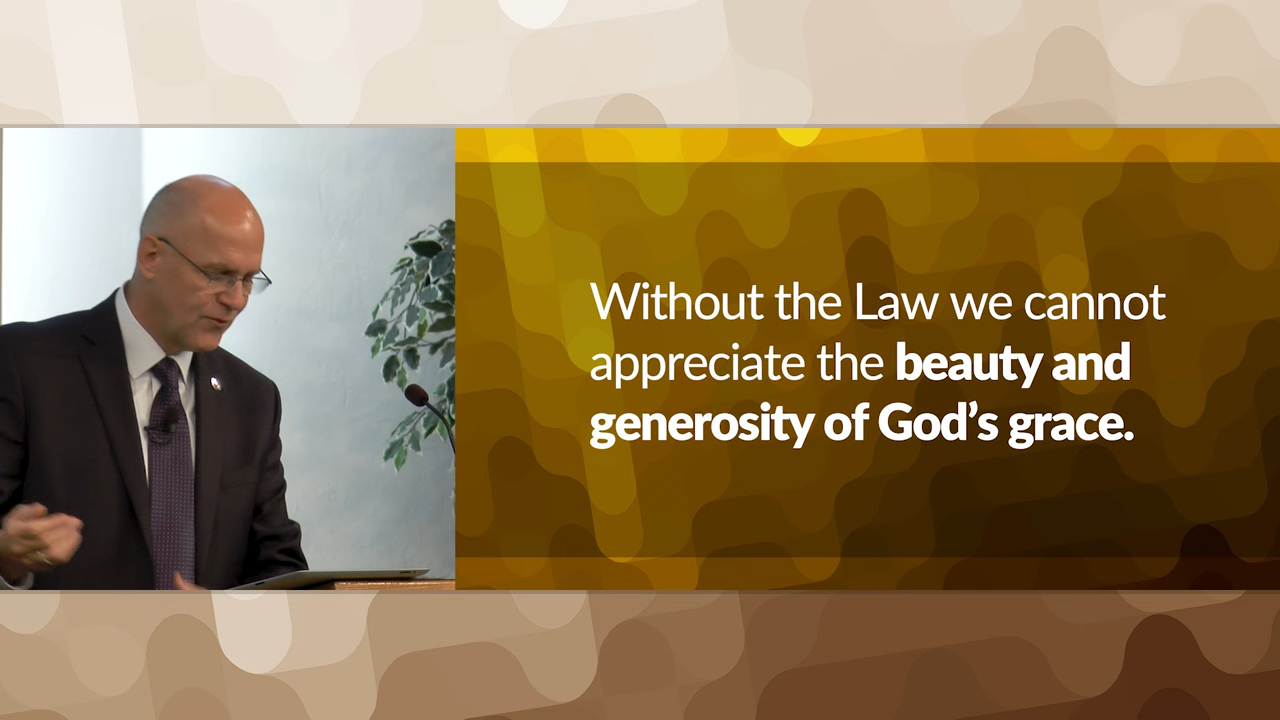 Without the Law we cannot
appreciate the beauty and
generosity of God’s grace.